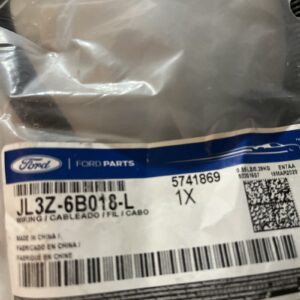 Ford
FORD PARTS
5741869
JL3Z-6B018-L
1X
WIRING / CABLEADO / FIL / CABO
MADE IN CHINA /
FABRICADO EN CHINA /
FABRIQUE EN CHINE /